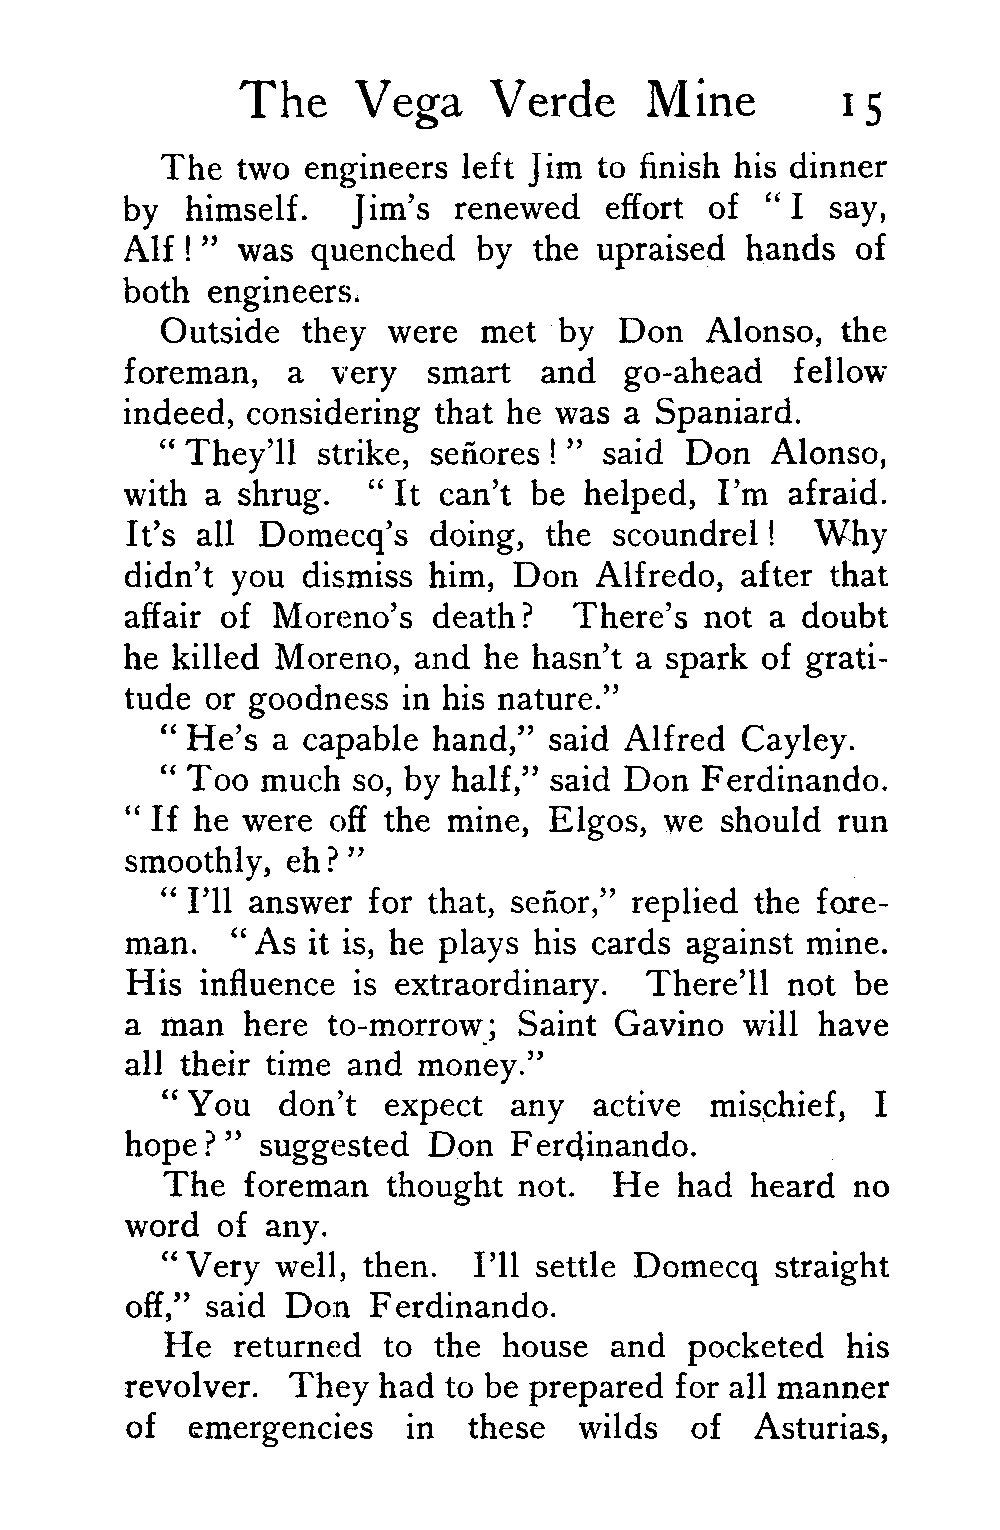 The Vega Verde Mine 15
The two engineers left Jim to finish his dinner
by himself. Jim's renewed effort of “ I say,
Alf ! ” was quenched by the upraised hands of
both engineers.
Outside they were met by Don Alonso, the
foreman, a very smart and go-ahead fellow
indeed, considering that he was a Spaniard.
“ They'll strike, señores ! ” said Don Alonso,
with a shrug. “ It can't be helped, I'm afraid.
It's all Domecq's doing, the scoundrel ! Why
didn't you dismiss him, Don Alfredo, after that
affair of Moreno's death ? There's not a doubt
he killed Moreno, and he hasn't a spark of grati-
tude or goodness in his nature.”
“ He's a capable hand,” said Alfred Cayley.
“ Too much so, by half,” said Don Ferdinando.
“ If he were off the mine, Elgos, we should run
smoothly, eh ? ”
“ I'll answer for that, señor,” replied the fore-
man. “ As it is, he plays his cards against mine.
His influence is extraordinary. There'll not be
a man here to-morrow ; Saint Gavino will have
all their time and money.”
“ You don't expect any active mischief, I
hope ? ” suggested Don Ferdinando.
The foreman thought not. He had heard no
word of any.
“ Very well, then. I'll settle Domecq straight
off,” said Don Ferdinando.
He returned to the house and pocketed his
revolver. They had to be prepared for all manner
of emergencies in these wilds of Asturias,